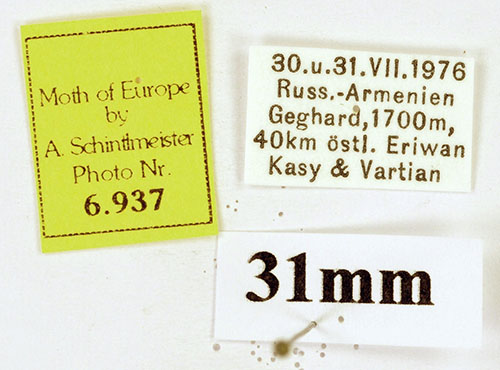 Moth of Europe
by
A. Schintlmeister
Photo Nr.
6.937
30.u.31.VII.1976
Russ.-Armenien
Geghard,1700m,
40km östl. Eriwan
Kasy & Vartian
31mm